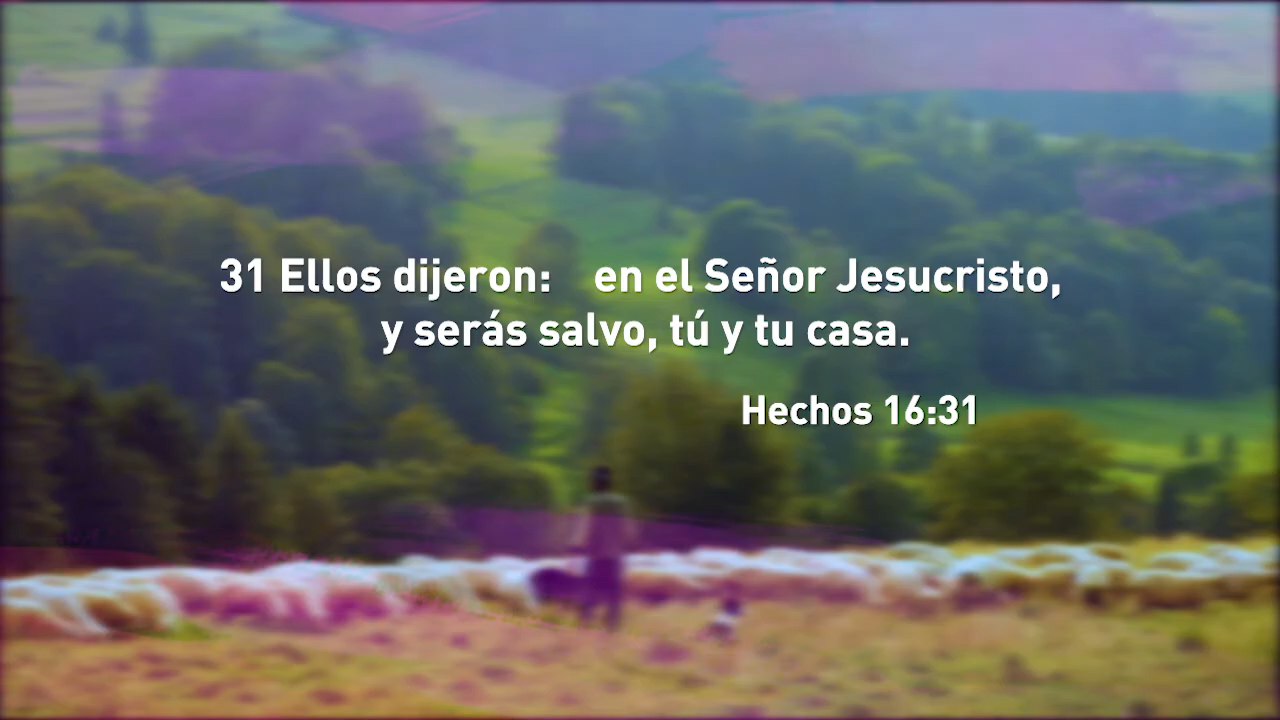 31 Ellos dijeron: en el Señor Jesucristo,
y serás salvo, tú y tu casa.
Hechos 16:31